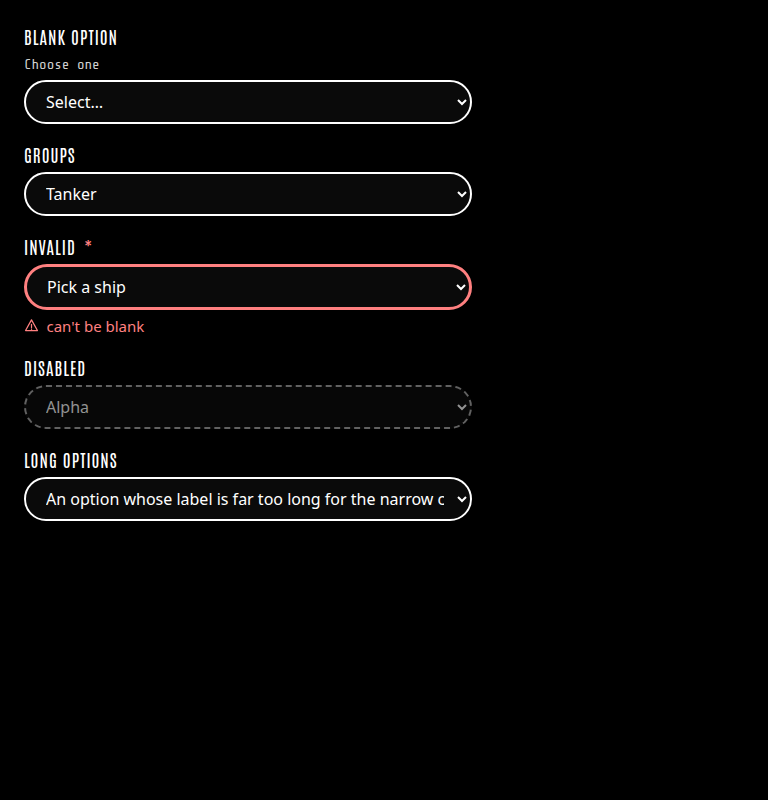 BLANK OPTION
Choose one
Select...
GROUPS
Tanker
INVALID *
Pick a ship
can't be blank
DISABLED
Alpha
LONG OPTIONS
An option whose label is far too long for the narrow c